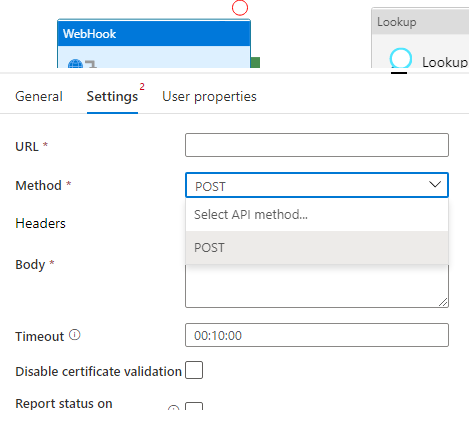 WebHook
Lookup
Lookup
General Settings 2 User properties
URL *
Method * POST
Select API method...
Headers
POST
Body *
Timeout 00:10:00
Disable certificate validation
Report status on